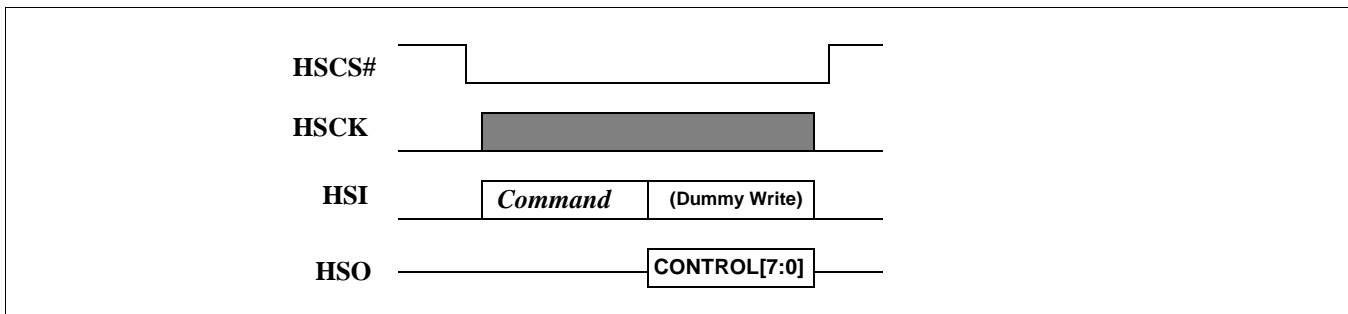 HSCS#
HSCK
HSI Command (Dummy Write)
HSO CONTROL[7:0]